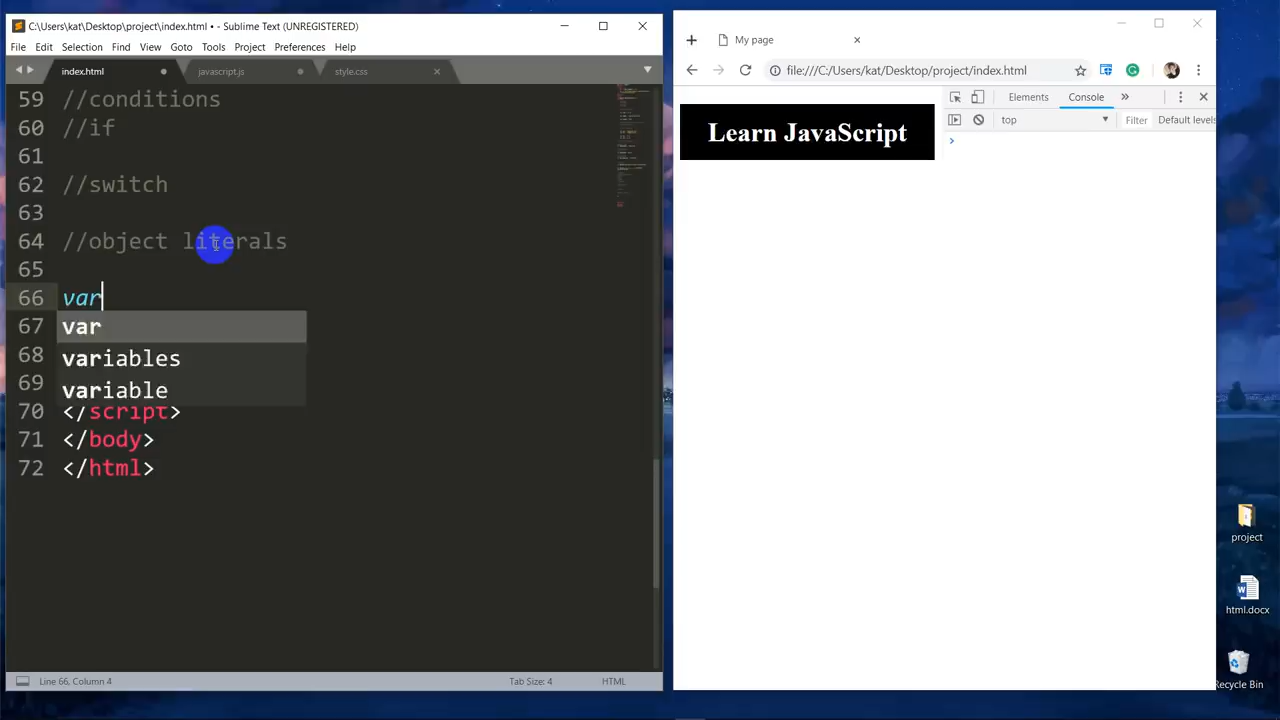 C:\Users\kat\Desktop\project\index.html • - Sublime Text (UNREGISTERED)
File Edit Selection Find View Goto Tools Project Preferences Help
index.html javascript.js style.css
59 //conditions
60 //if
61
62 //switch
63
64 //object literals
65
66 var
67 var
68 variables
69 variable
70 </script>
71 </body>
72 </html>
Line 66, Column 4 Tab Size: 4 HTML
My page
file:///C:/Users/kat/Desktop/project/index.html
Elements Console
top Filter Default levels
Learn JavaScript
project
html.docx
Recycle Bin